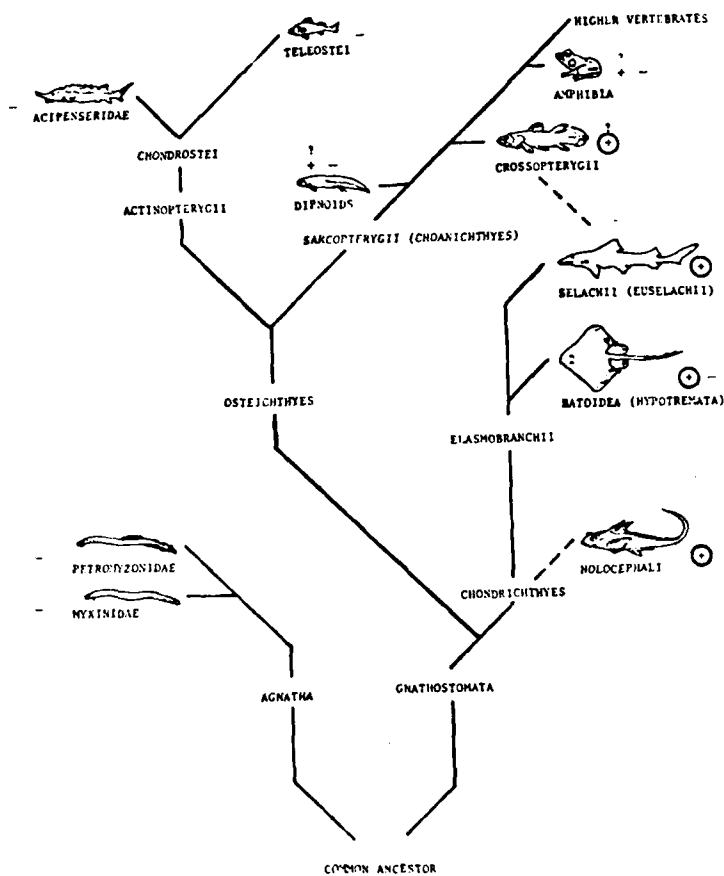 HIGHER VERTEBRATES
TELEOSTEI –
?
+ –
AMPHIBIA
– ACIPENSERIDAE
?
+
CROSSOPTERYGII
CHONDROSTEI
?
+ –
DIPNOIDS
ACTINOPTERYGII
SARCOPTERYGII (CHOANICHTHYES)
+
SELACHII (EUSELACHII)
+ –
BATOIDEA (HYPOTREMATA)
OSTEICHTHYES
ELASMOBRANCHII
– PETROMYZONIDAE
+
HOLOCEPHALI
– MYXINIDAE
CHONDRICHTHYES
AGNATHA
GNATHOSTOMATA
COMMON ANCESTOR